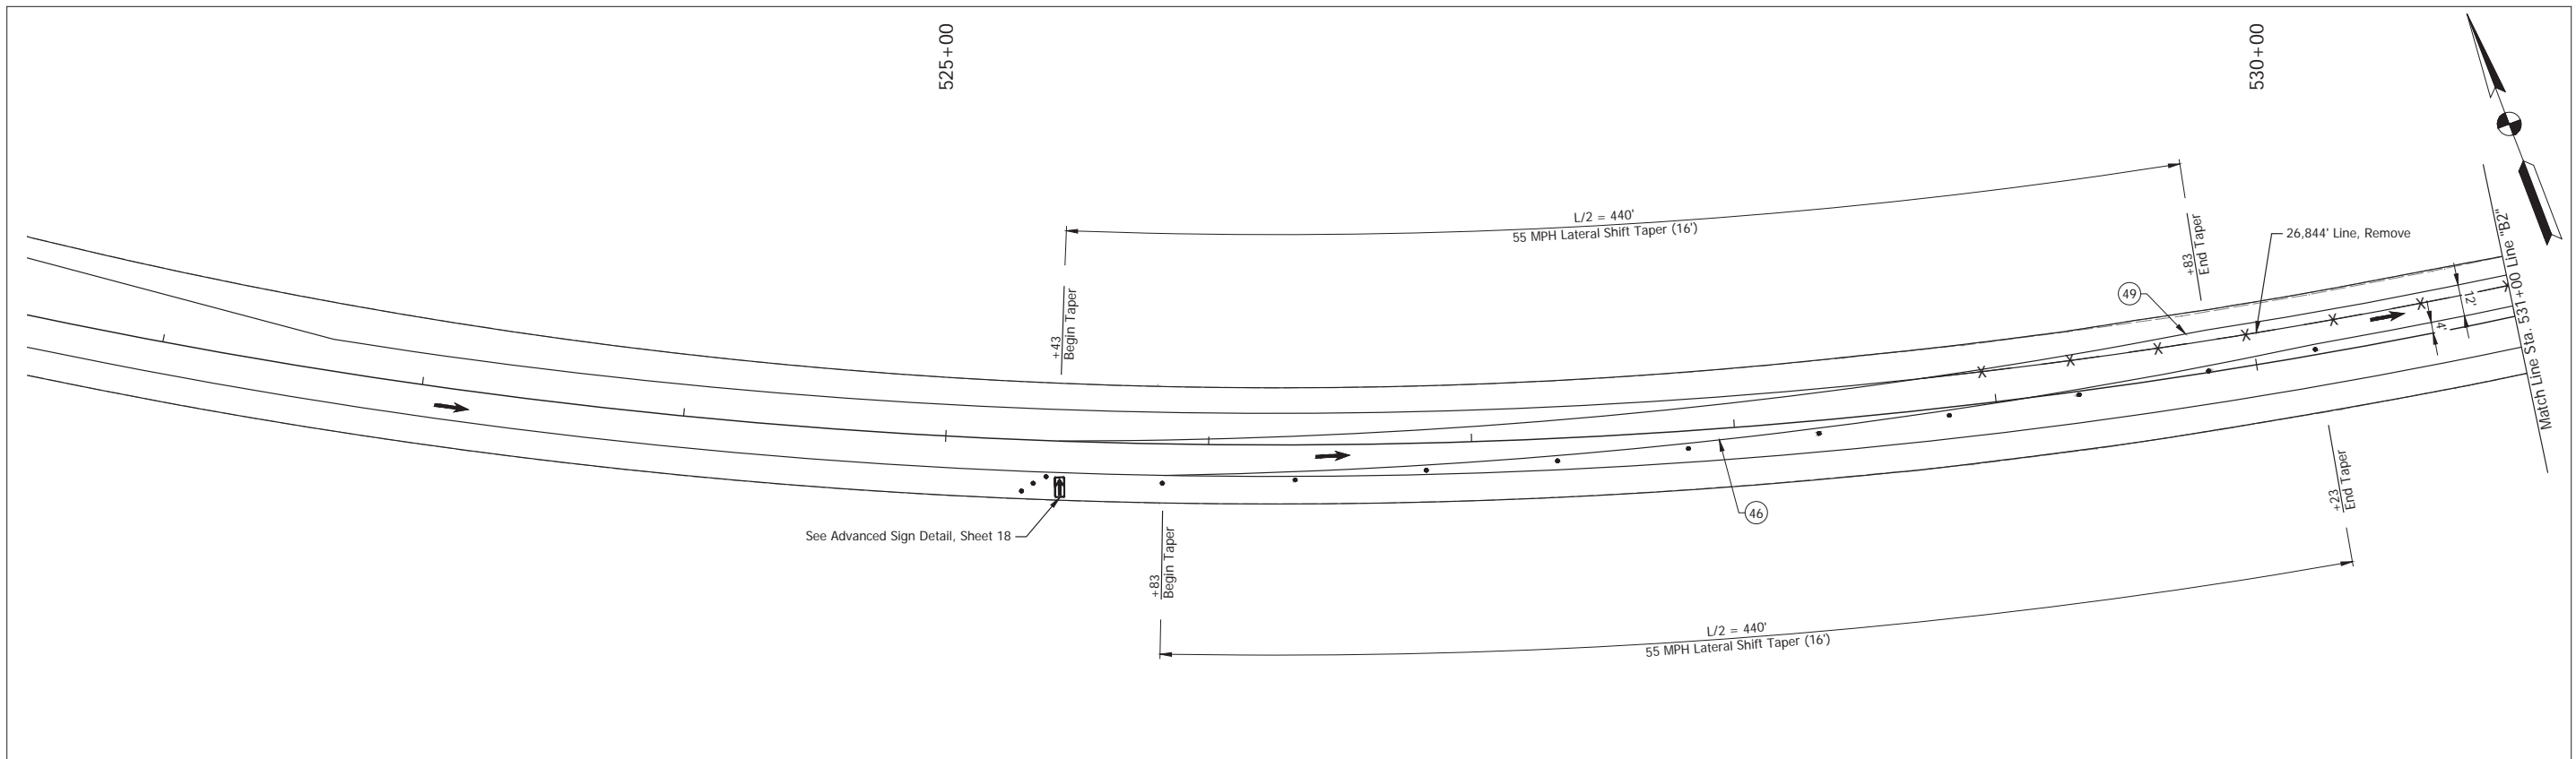 525+00
530+00
L/2 = 440'
55 MPH Lateral Shift Taper (16')
+43
Begin Taper
+83
End Taper
26,844' Line, Remove
49
12'
4'
Match Line Sta. 531+00 Line "B2"
See Advanced Sign Detail, Sheet 18
46
+83
Begin Taper
+23
End Taper
L/2 = 440'
55 MPH Lateral Shift Taper (16')